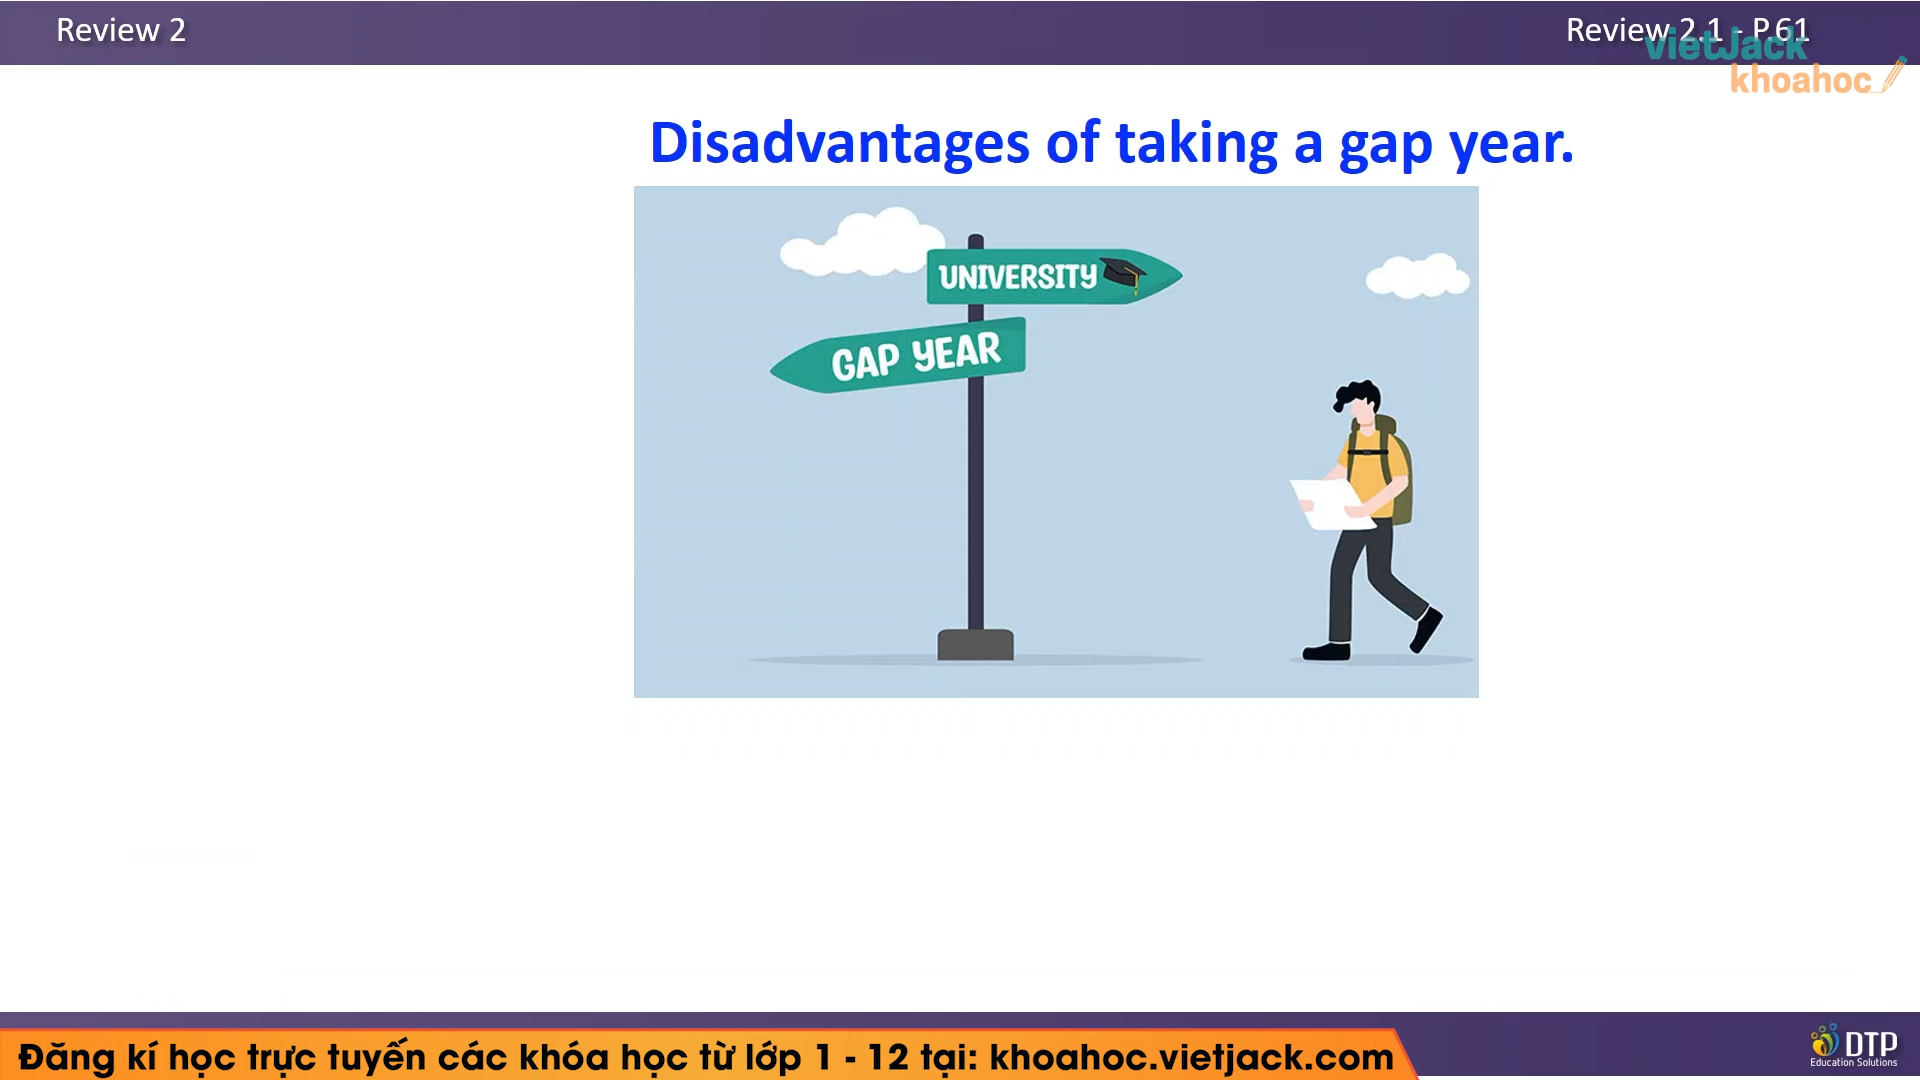 Review 2
Review 2.1 - P.61
vietJack
khoahoc
Disadvantages of taking a gap year.
UNIVERSITY
GAP YEAR
Đăng kí học trực tuyến các khóa học từ lớp 1 - 12 tại: khoahoc.vietjack.com
DTP
Education Solutions